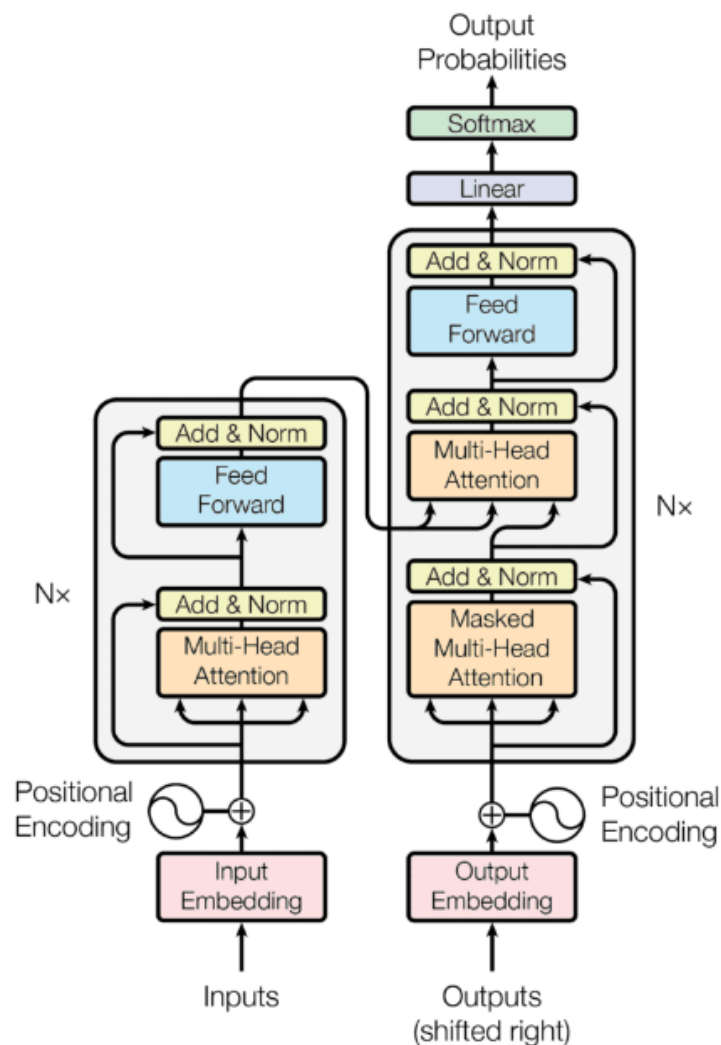 Output
Probabilities
Softmax
Linear
Add & Norm
Feed
Forward
Add & Norm
Multi-Head
Attention
Add & Norm
Masked
Multi-Head
Attention
N×
Add & Norm
Feed
Forward
Add & Norm
Multi-Head
Attention
N×
Positional
Encoding
Positional
Encoding
Input
Embedding
Output
Embedding
Inputs
Outputs
(shifted right)